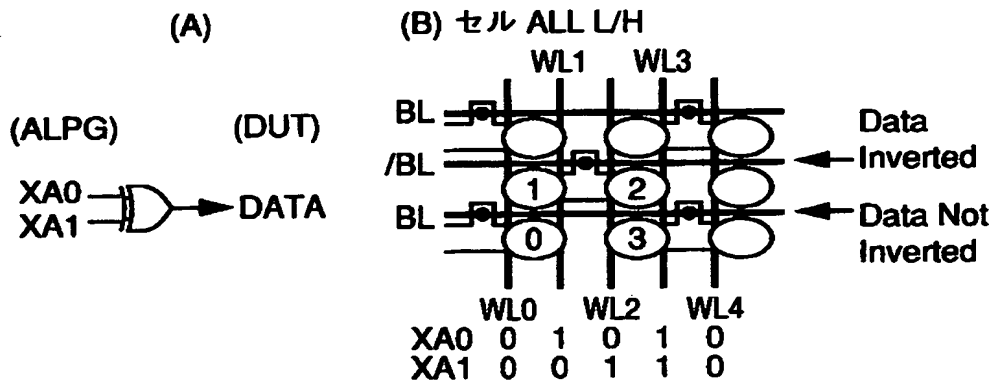 (A)
(B) セル ALL L/H
WL1 WL3
(ALPG) (DUT)
XA0
XA1
DATA
BL
/BL
BL
1 2
0 3
Data
Inverted
Data Not
Inverted
WL0 WL2 WL4
XA0 0 1 0 1 0
XA1 0 0 1 1 0